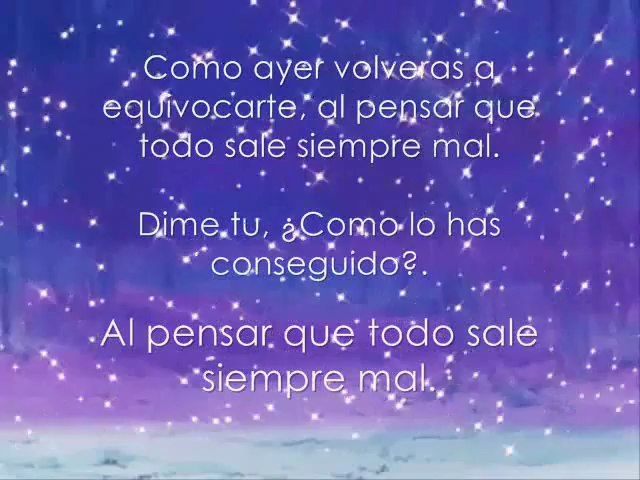 Como ayer volveras a
equivocarte, al pensar que
todo sale siempre mal.
Dime tu, ¿Como lo has
conseguido?.
Al pensar que todo sale
siempre mal.